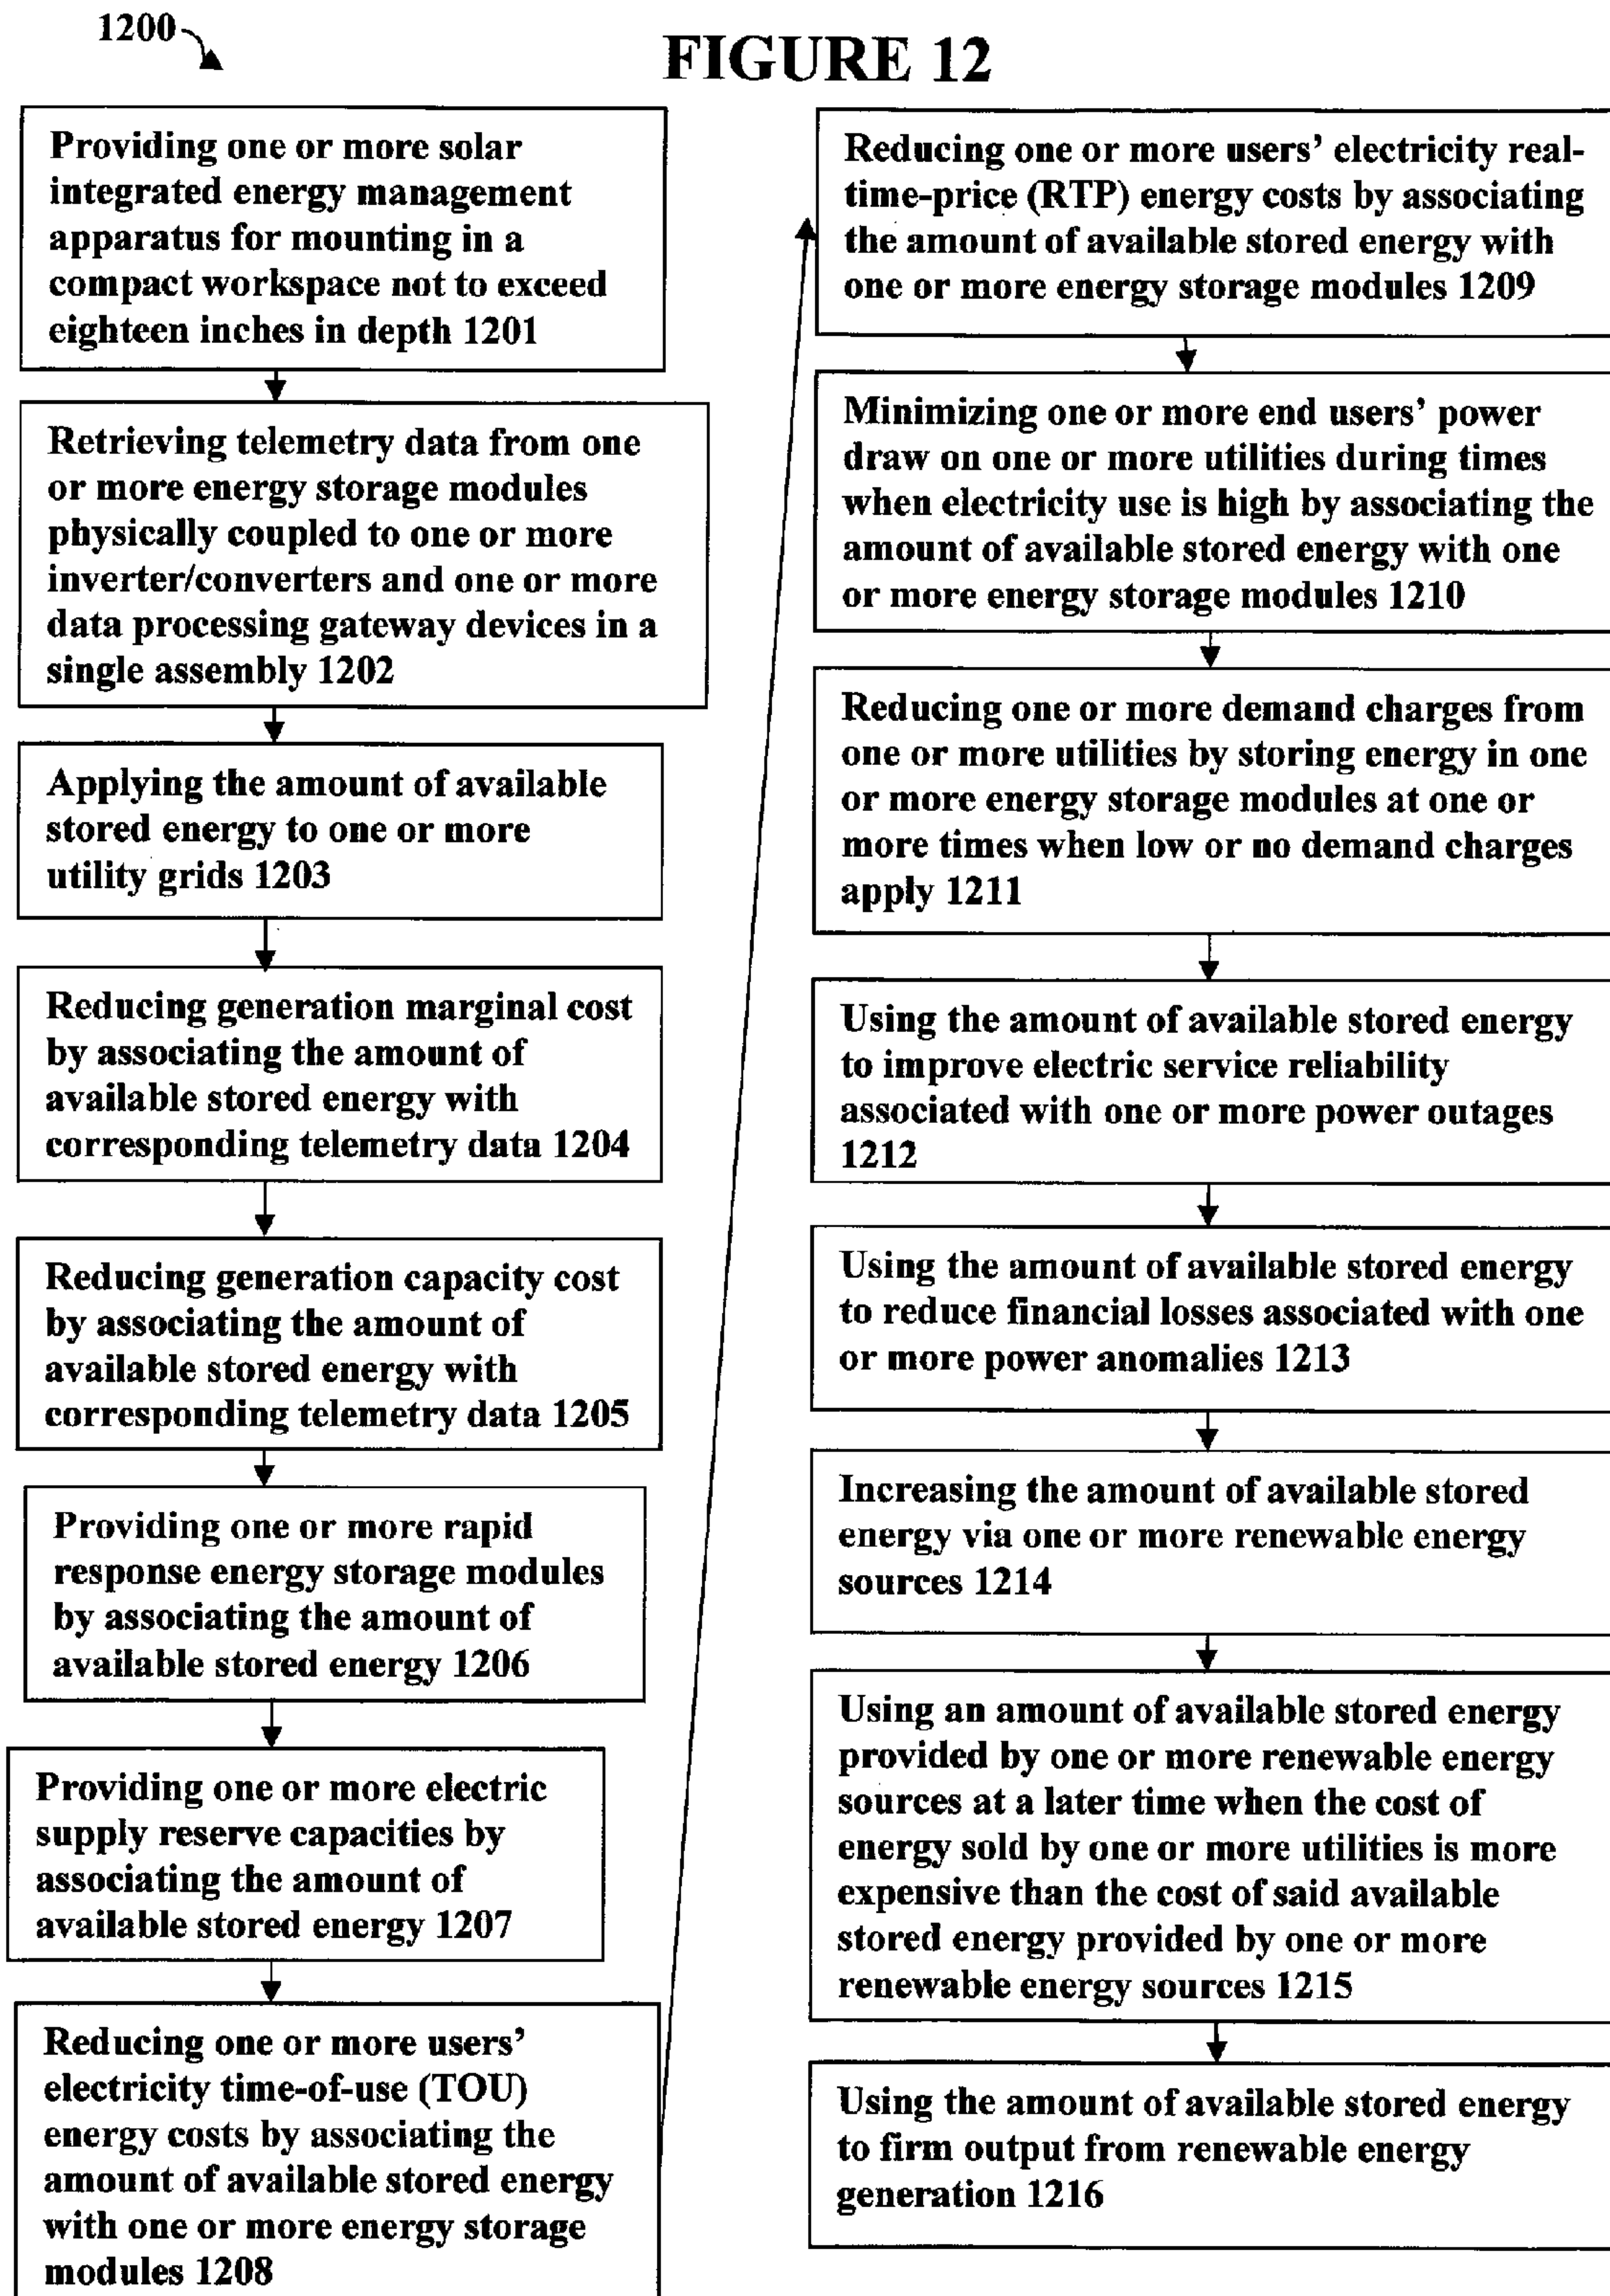 1200
FIGURE 12
Providing one or more solar
integrated energy management
apparatus for mounting in a
compact workspace not to exceed
eighteen inches in depth 1201
Retrieving telemetry data from one
or more energy storage modules
physically coupled to one or more
inverter/converters and one or more
data processing gateway devices in a
single assembly 1202
Applying the amount of available
stored energy to one or more
utility grids 1203
Reducing generation marginal cost
by associating the amount of
available stored energy with
corresponding telemetry data 1204
Reducing generation capacity cost
by associating the amount of
available stored energy with
corresponding telemetry data 1205
Providing one or more rapid
response energy storage modules
by associating the amount of
available stored energy 1206
Providing one or more electric
supply reserve capacities by
associating the amount of
available stored energy 1207
Reducing one or more users’
electricity time-of-use (TOU)
energy costs by associating the
amount of available stored energy
with one or more energy storage
modules 1208
Reducing one or more users’ electricity real-
time-price (RTP) energy costs by associating
the amount of available stored energy with
one or more energy storage modules 1209
Minimizing one or more end users’ power
draw on one or more utilities during times
when electricity use is high by associating the
amount of available stored energy with one
or more energy storage modules 1210
Reducing one or more demand charges from
one or more utilities by storing energy in one
or more energy storage modules at one or
more times when low or no demand charges
apply 1211
Using the amount of available stored energy
to improve electric service reliability
associated with one or more power outages
1212
Using the amount of available stored energy
to reduce financial losses associated with one
or more power anomalies 1213
Increasing the amount of available stored
energy via one or more renewable energy
sources 1214
Using an amount of available stored energy
provided by one or more renewable energy
sources at a later time when the cost of
energy sold by one or more utilities is more
expensive than the cost of said available
stored energy provided by one or more
renewable energy sources 1215
Using the amount of available stored energy
to firm output from renewable energy
generation 1216